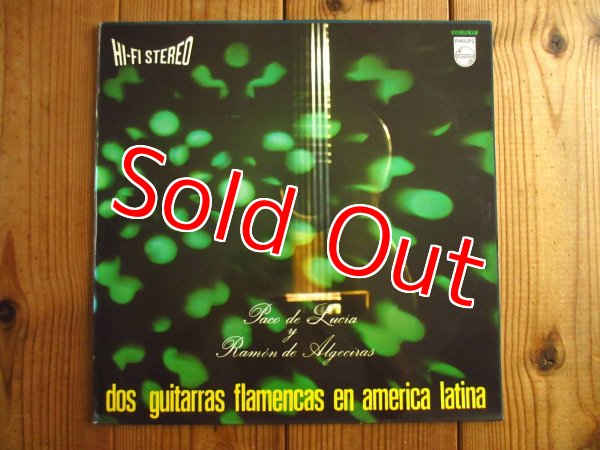 HI-FI STEREO
PHILIPS
Sold Out
Paco de Lucia
y
Ramón de Algeciras
dos guitarras flamencas en america latina